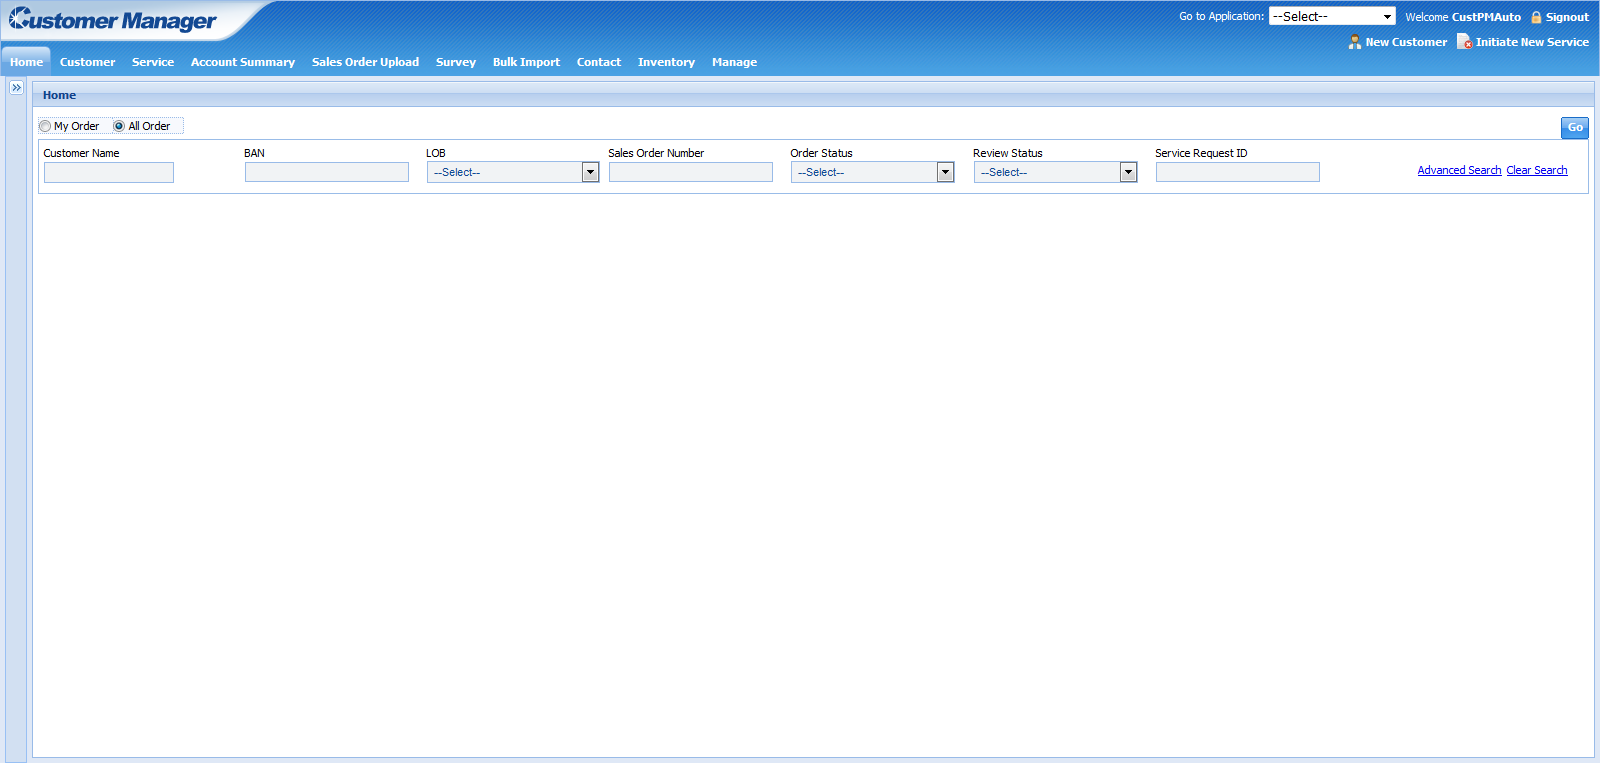 Customer Manager
Go to Application: --Select-- Welcome CustPMAuto Signout
New Customer Initiate New Service
Home Customer Service Account Summary Sales Order Upload Survey Bulk Import Contact Inventory Manage
Home
My Order All Order
Go
Customer Name BAN LOB Sales Order Number Order Status Review Status Service Request ID
--Select-- --Select-- --Select-- Advanced Search Clear Search